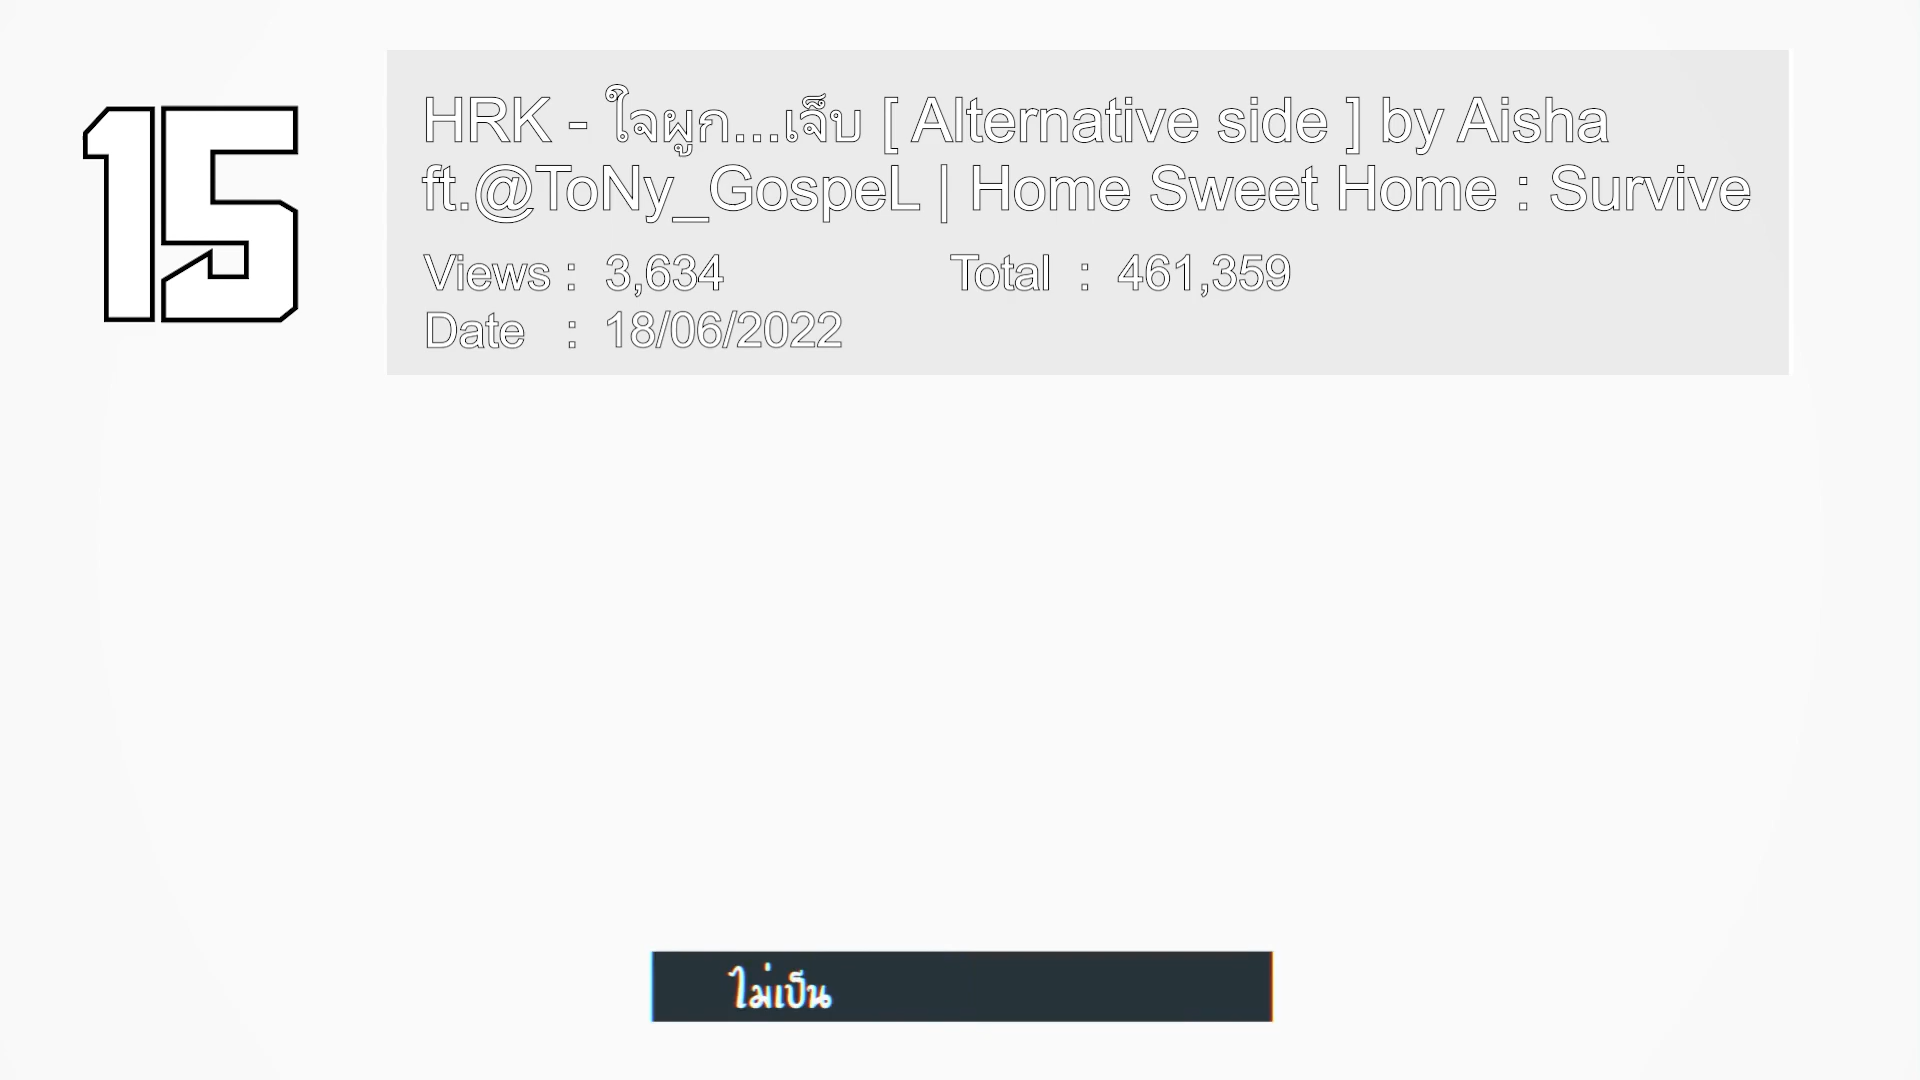 15
HRK - ใจผูก...เจ็บ [ Alternative side ] by Aisha
ft.@ToNy_GospeL | Home Sweet Home : Survive
Views : 3,634 Total : 461,359
Date : 18/06/2022
ไม่เป็น